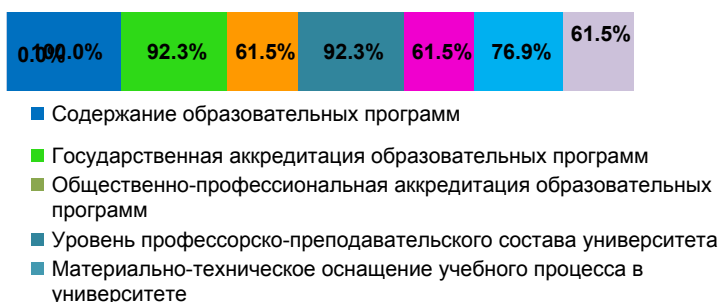 61.5%
0.0% 100.0% 92.3% 61.5% 92.3% 61.5% 76.9%
Содержание образовательных программ
Государственная аккредитация образовательных программ
Общественно-профессиональная аккредитация образовательных
программ
Уровень профессорско-преподавательского состава университета
Материально-техническое оснащение учебного процесса в
университете